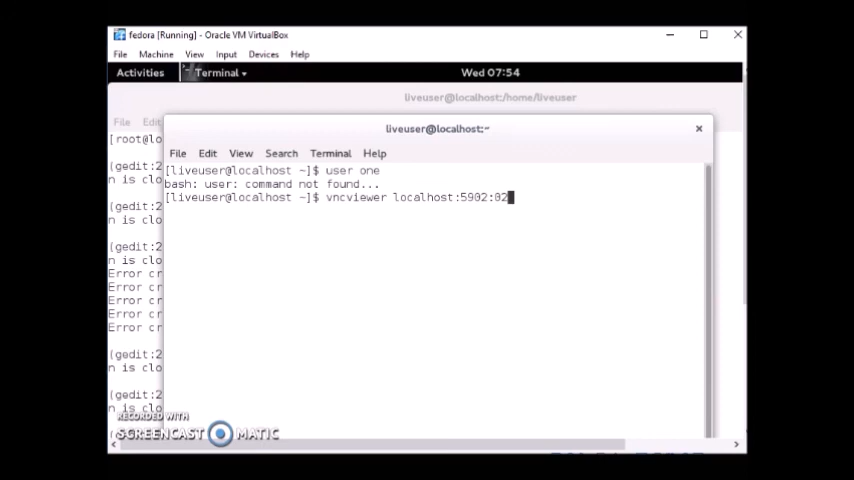 fedora [Running] - Oracle VM VirtualBox
File Machine View Input Devices Help
Activities Terminal Wed 07:54
liveuser@localhost:/home/liveuser
File Edit
liveuser@localhost:~
File Edit View Search Terminal Help
[root@lo
[liveuser@localhost ~]$ user one
(gedit:2
n is clo
bash: user: command not found...
[liveuser@localhost ~]$ vncviewer localhost:5902:02
(gedit:2
n is clo
(gedit:2
n is clo
Error cr
Error cr
Error cr
Error cr
Error cr
(gedit:2
n is clo
(gedit:2
n is clo
RECORDED WITH
SCREENCAST MATIC